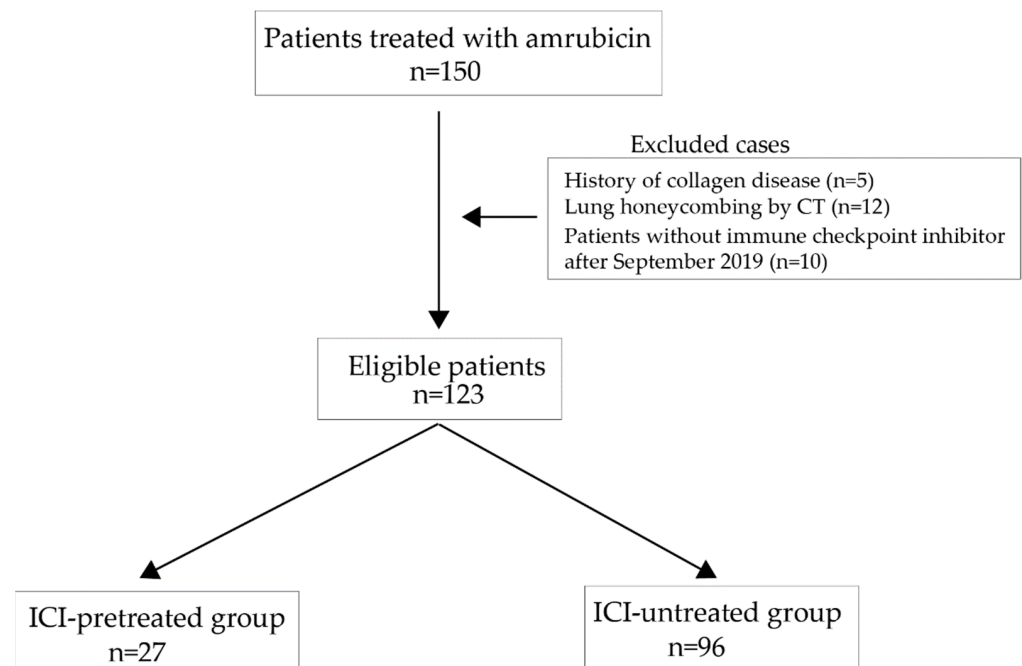 Patients treated with amrubicin
n=150
Excluded cases
History of collagen disease (n=5)
Lung honeycombing by CT (n=12)
Patients without immune checkpoint inhibitor
after September 2019 (n=10)
Eligible patients
n=123
ICI-pretreated group
n=27
ICI-untreated group
n=96